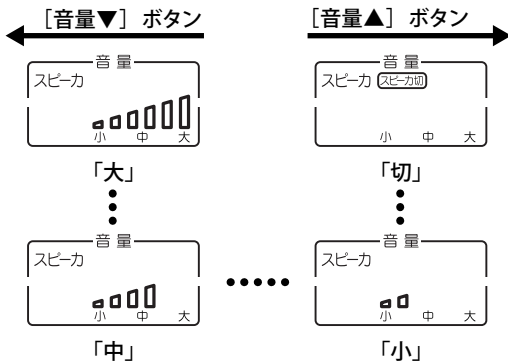 ［音量▼］ ボタン
［音量▲］ ボタン
音量
スピーカ
小 中 大
「大」
音量
スピーカ スピーカ切
小 中 大
「切」
音量
スピーカ
小 中 大
「中」
音量
スピーカ
小 中 大
「小」